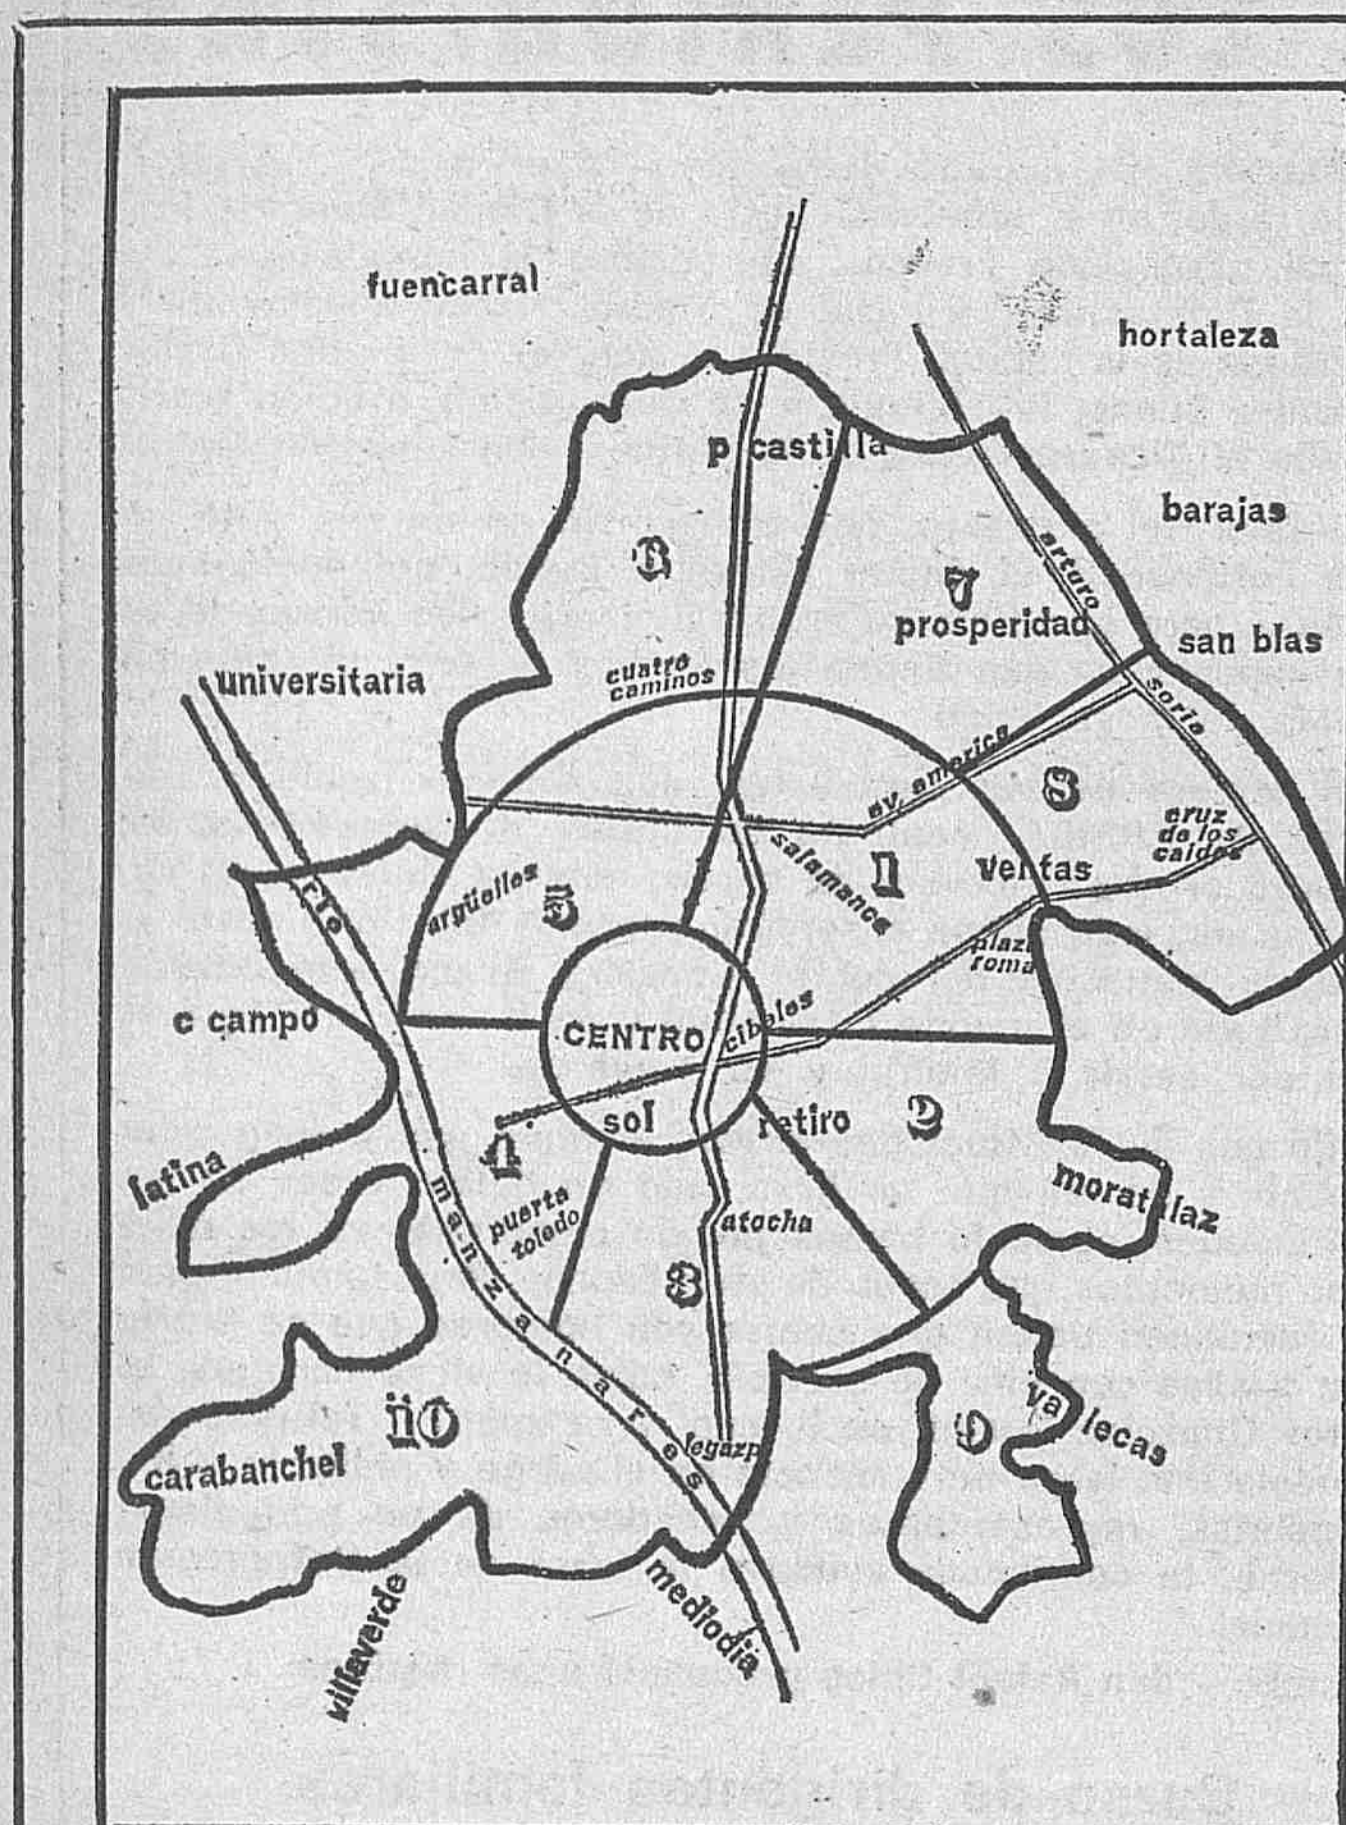 fuencarral
hortaleza
p castilla
barajas
6
arturo
7
prosperidad
san blas
cuatro
caminos
universitaria
soria
av. america
8
cruz
de los
caidos
salamanca
1
Ventas
argüelles
5
rio
plaza
roma
c campo
CENTRO
cibeles
sol
retiro
2
4
latina
manzanares
puerta
toledo
moratalaz
atocha
3
10
vallecas
9
carabanchel
legazpi
villaverde
mediodia